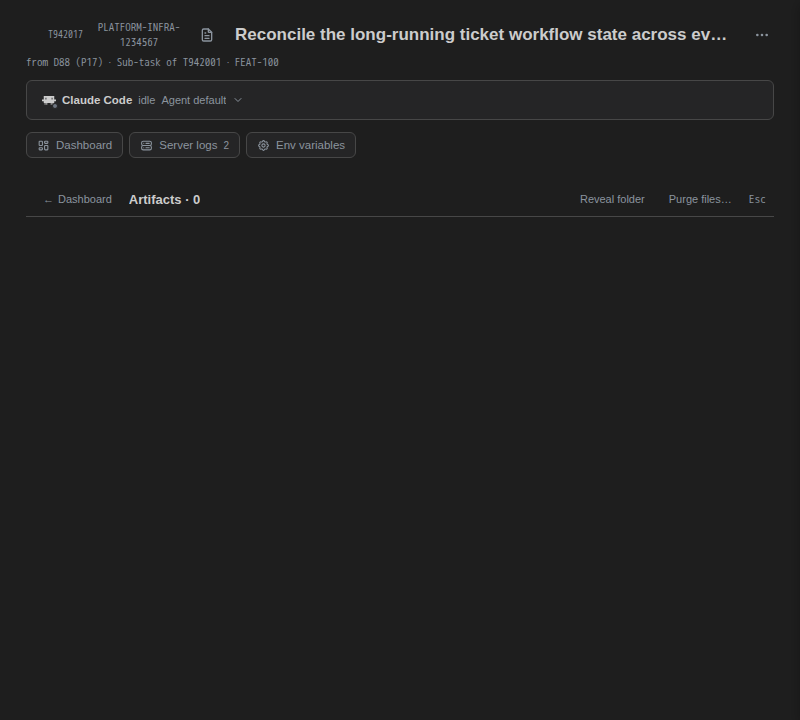 T942017 PLATFORM-INFRA-1234567 Reconcile the long-running ticket workflow state across ev… ···
from D88 (P17) · Sub-task of T942001 · FEAT-100
Claude Code idle Agent default
Dashboard Server logs 2 Env variables
← Dashboard Artifacts · 0 Reveal folder Purge files… Esc